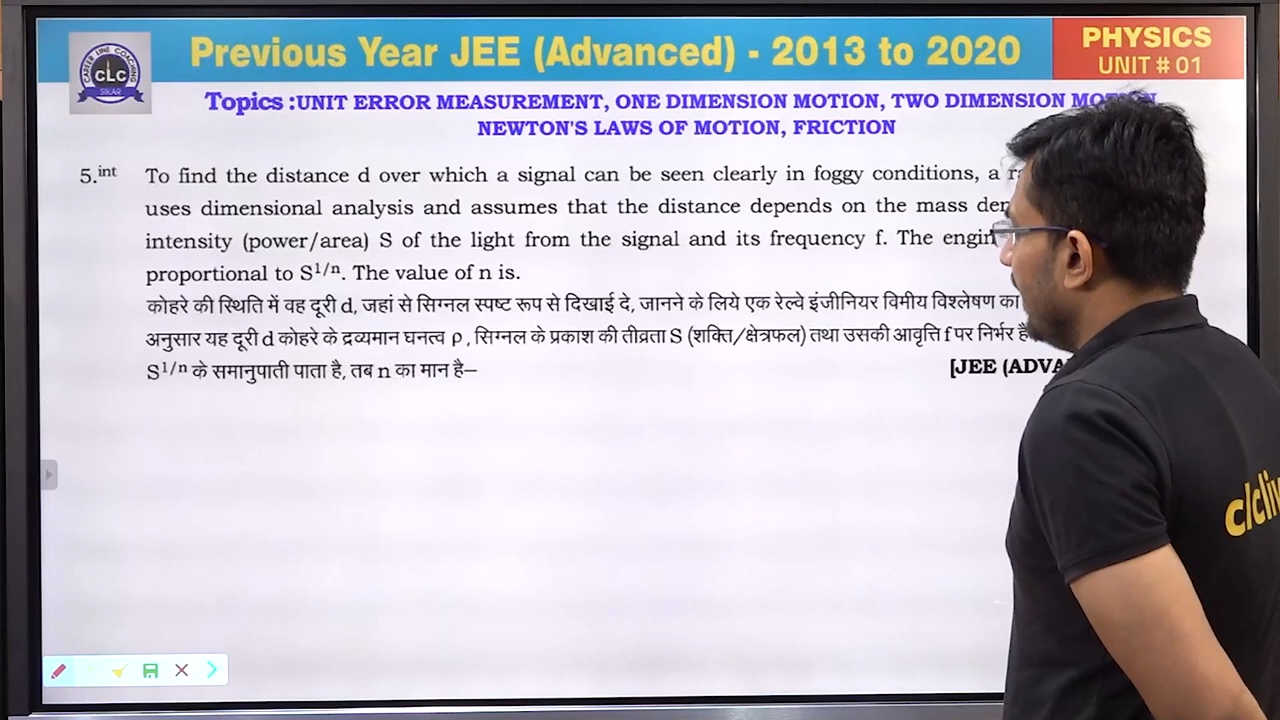 Previous Year JEE (Advanced) - 2013 to 2020
PHYSICS
UNIT # 01
CAREER LINE COACHING
CLC
SIKAR
Topics :UNIT ERROR MEASUREMENT, ONE DIMENSION MOTION, TWO DIMENSION
NEWTON'S LAWS OF MOTION, FRICTION
5.int To find the distance d over which a signal can be seen clearly in foggy conditions, a
uses dimensional analysis and assumes that the distance depends on the mass
intensity (power/area) S of the light from the signal and its frequency f. The
proportional to S1/n. The value of n is.
कोहरे की स्थिति में वह दूरी d, जहां से सिग्नल स्पष्ट रूप से दिखाई दे, जानने के लिये एक रेल्वे इंजीनियर विमीय विश्लेषण का
अनुसार यह दूरी d कोहरे के द्रव्यमान घनत्व ρ , सिग्नल के प्रकाश की तीव्रता S (शक्ति/क्षेत्रफल) तथा उसकी आवृत्ति f पर निर्भर
S1/n के समानुपाती पाता है, तब n का मान है–
[JEE
clcli